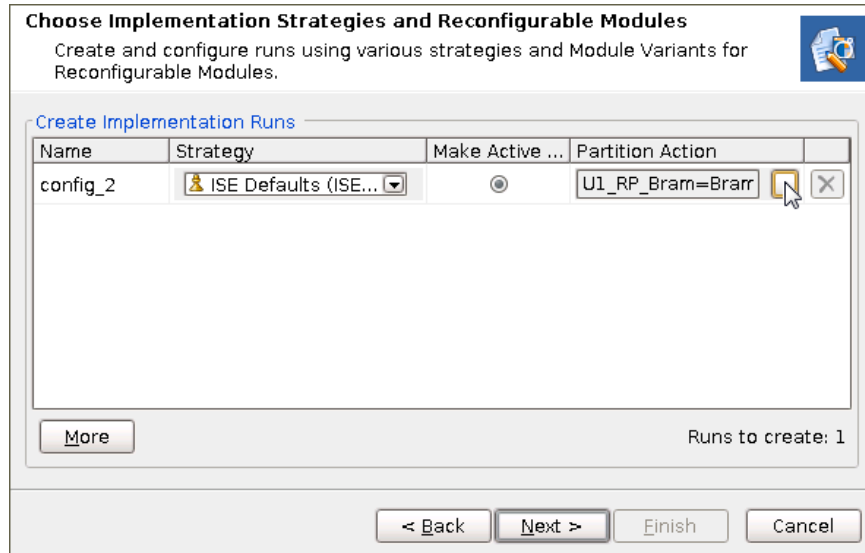 Choose Implementation Strategies and Reconfigurable Modules
Create and configure runs using various strategies and Module Variants for
Reconfigurable Modules.
Create Implementation Runs
Name Strategy Make Active ... Partition Action
config_2 ISE Defaults (ISE... U1_RP_Bram=Bram
More Runs to create: 1
< Back Next > Finish Cancel